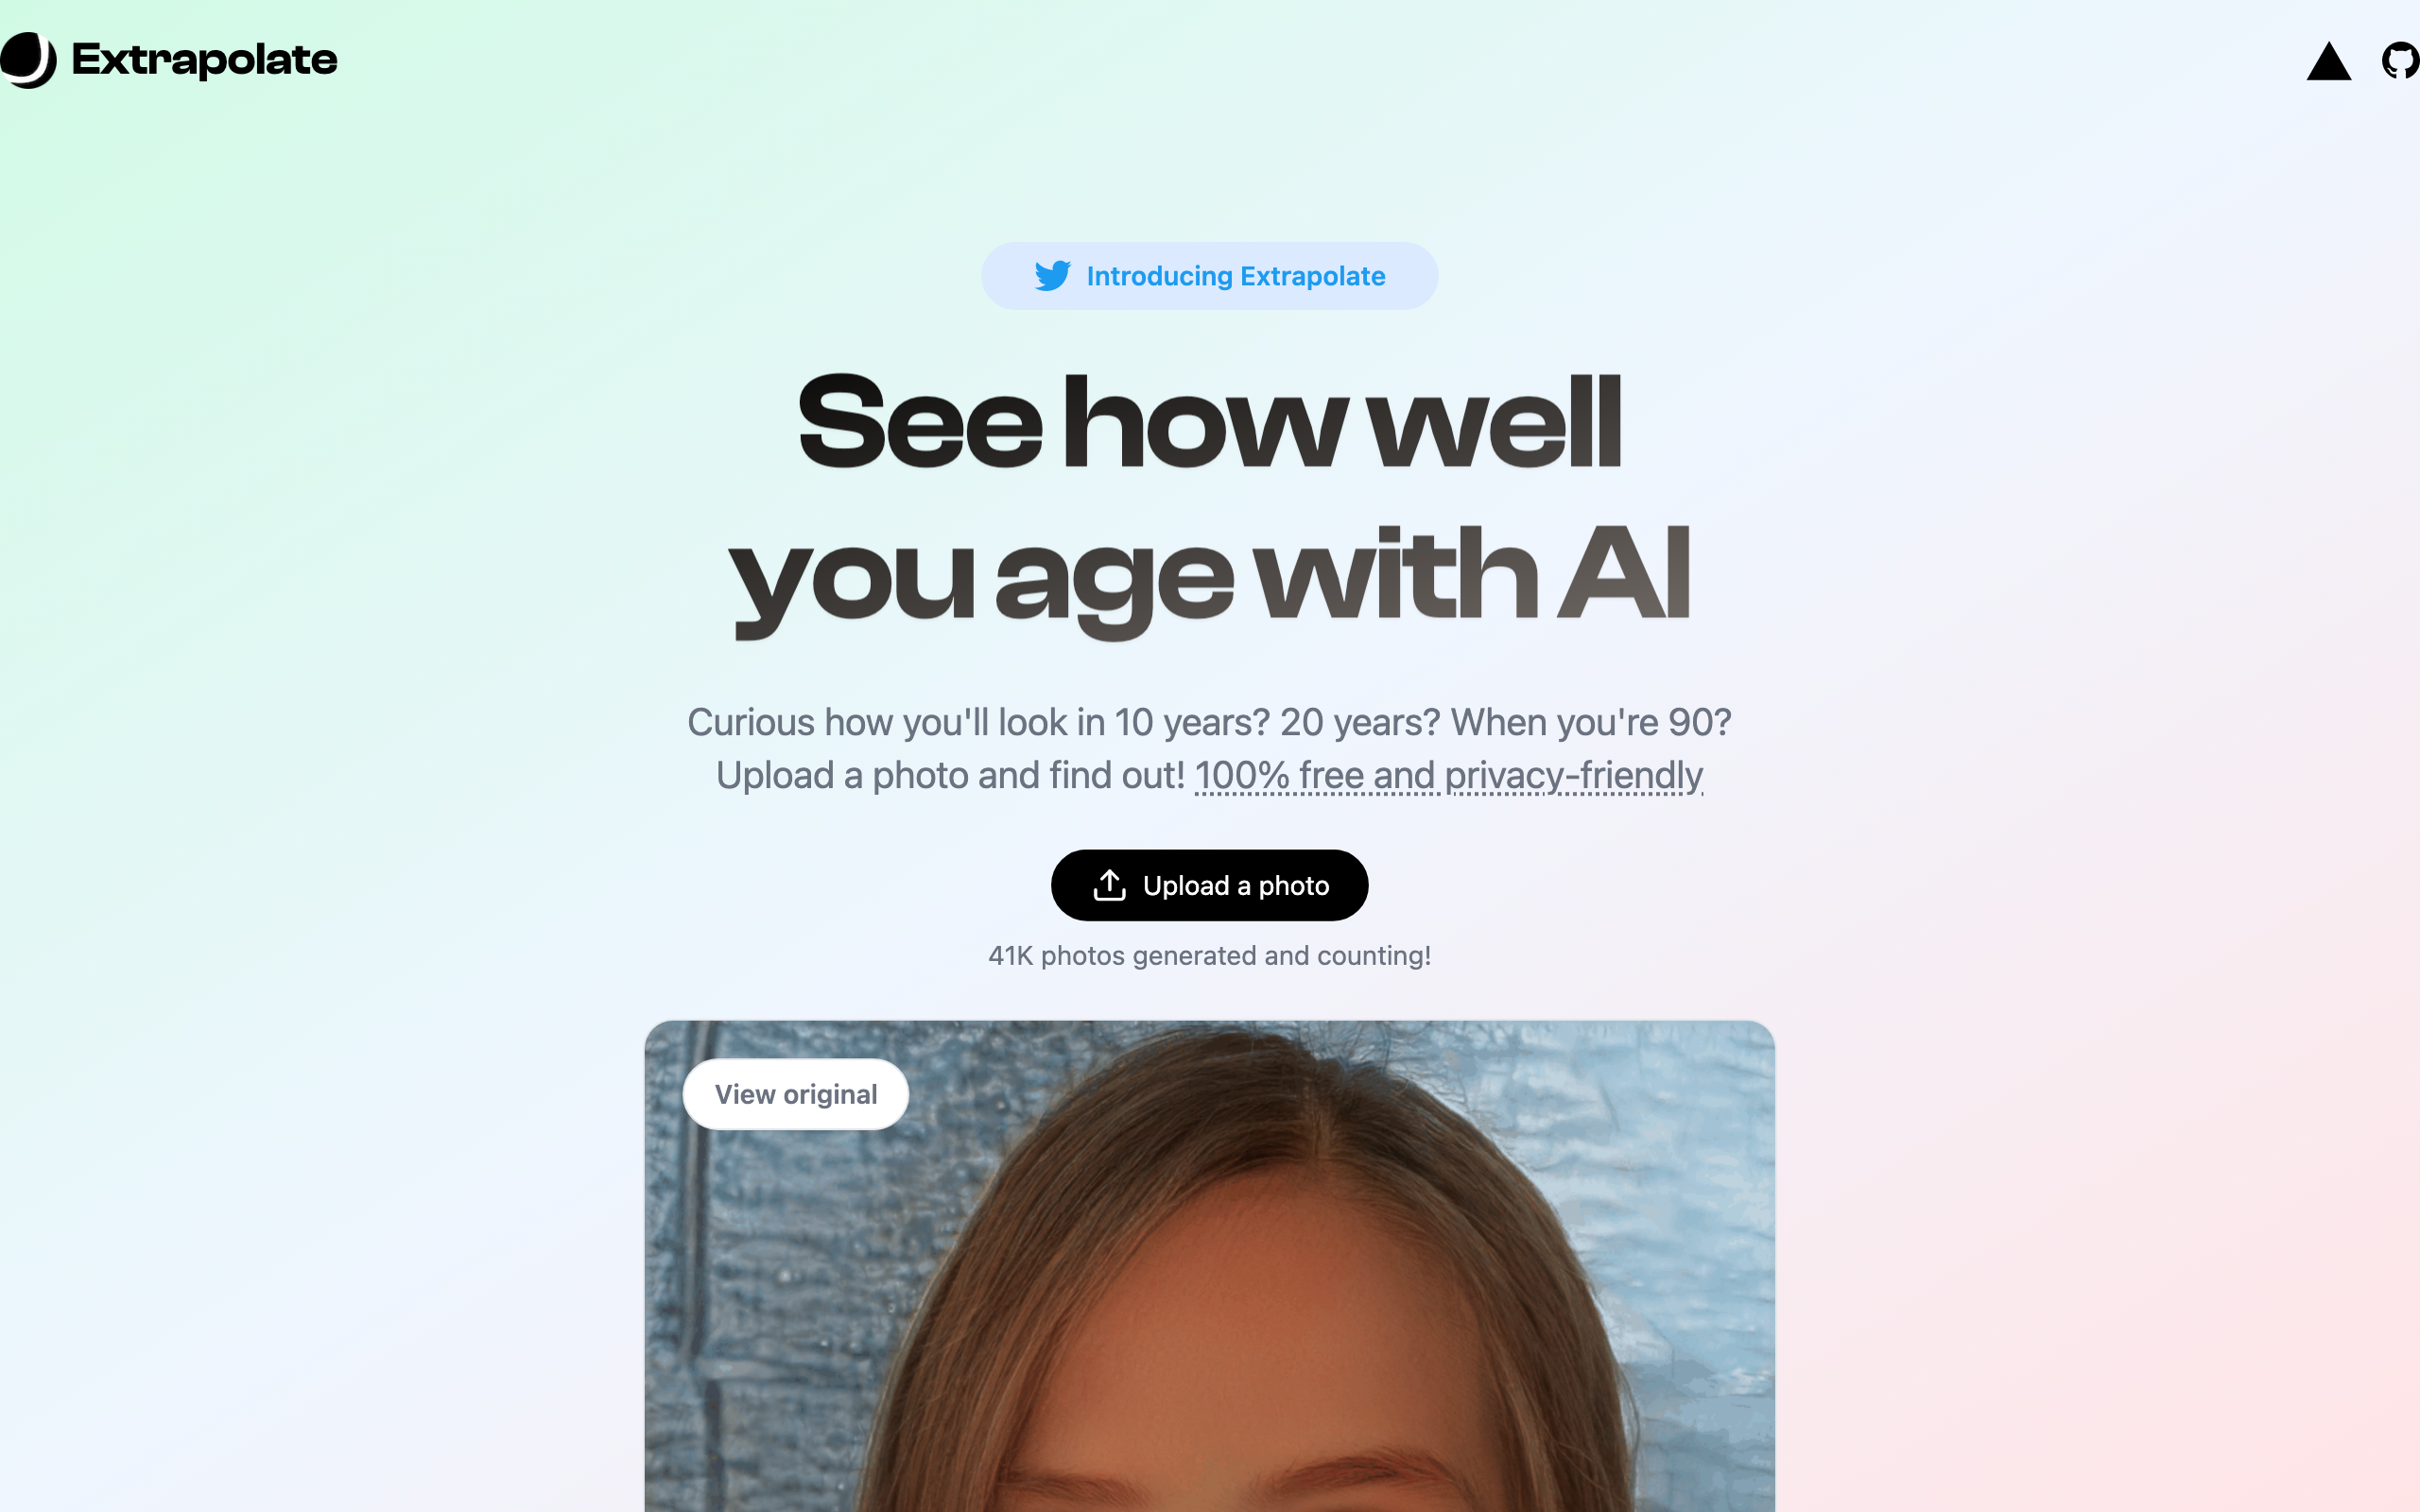 Extrapolate
Introducing Extrapolate
See how well
you age with AI
Curious how you'll look in 10 years? 20 years? When you're 90?
Upload a photo and find out! 100% free and privacy-friendly
Upload a photo
41K photos generated and counting!
View original